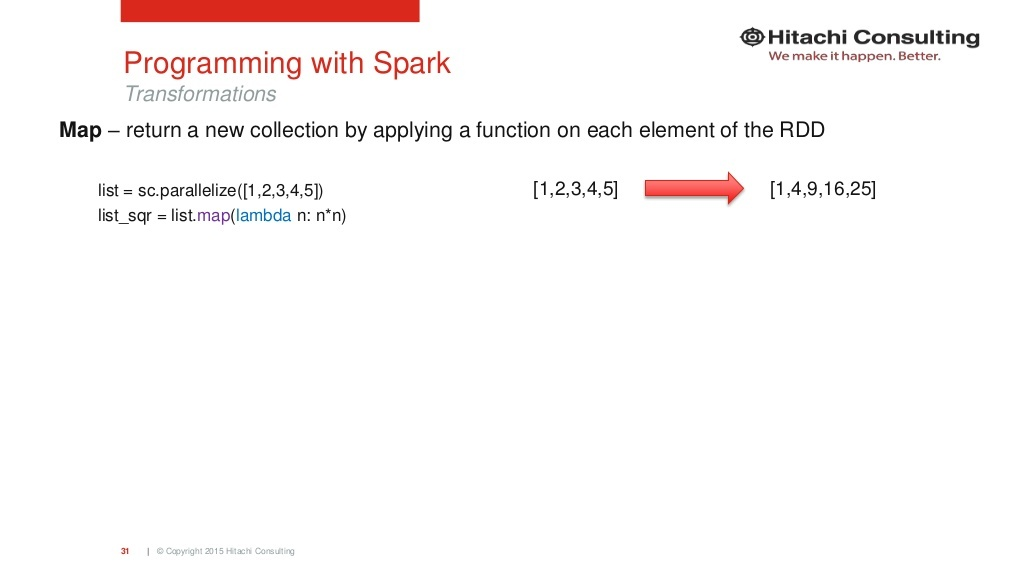 Hitachi Consulting
We make it happen. Better.
Programming with Spark
Transformations
Map – return a new collection by applying a function on each element of the RDD
list = sc.parallelize([1,2,3,4,5])
[1,2,3,4,5]
[1,4,9,16,25]
list_sqr = list.map(lambda n: n*n)
31 | © Copyright 2015 Hitachi Consulting